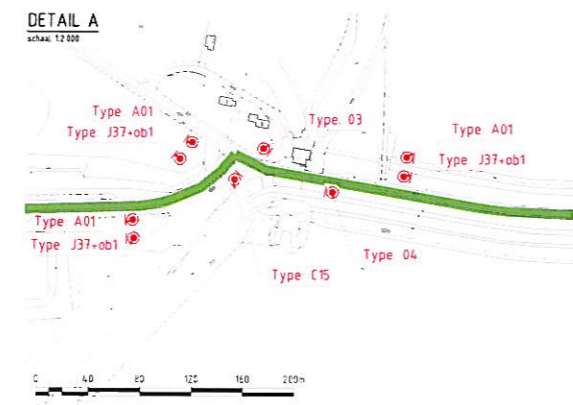 DETAIL A
schaal 1:2 000
Type A01
Type J37+ob1
Type 03
Type A01
Type J37+ob1
Type A01
Type J37+ob1
Type 04
Type C15
0 40 80 120 160 200m